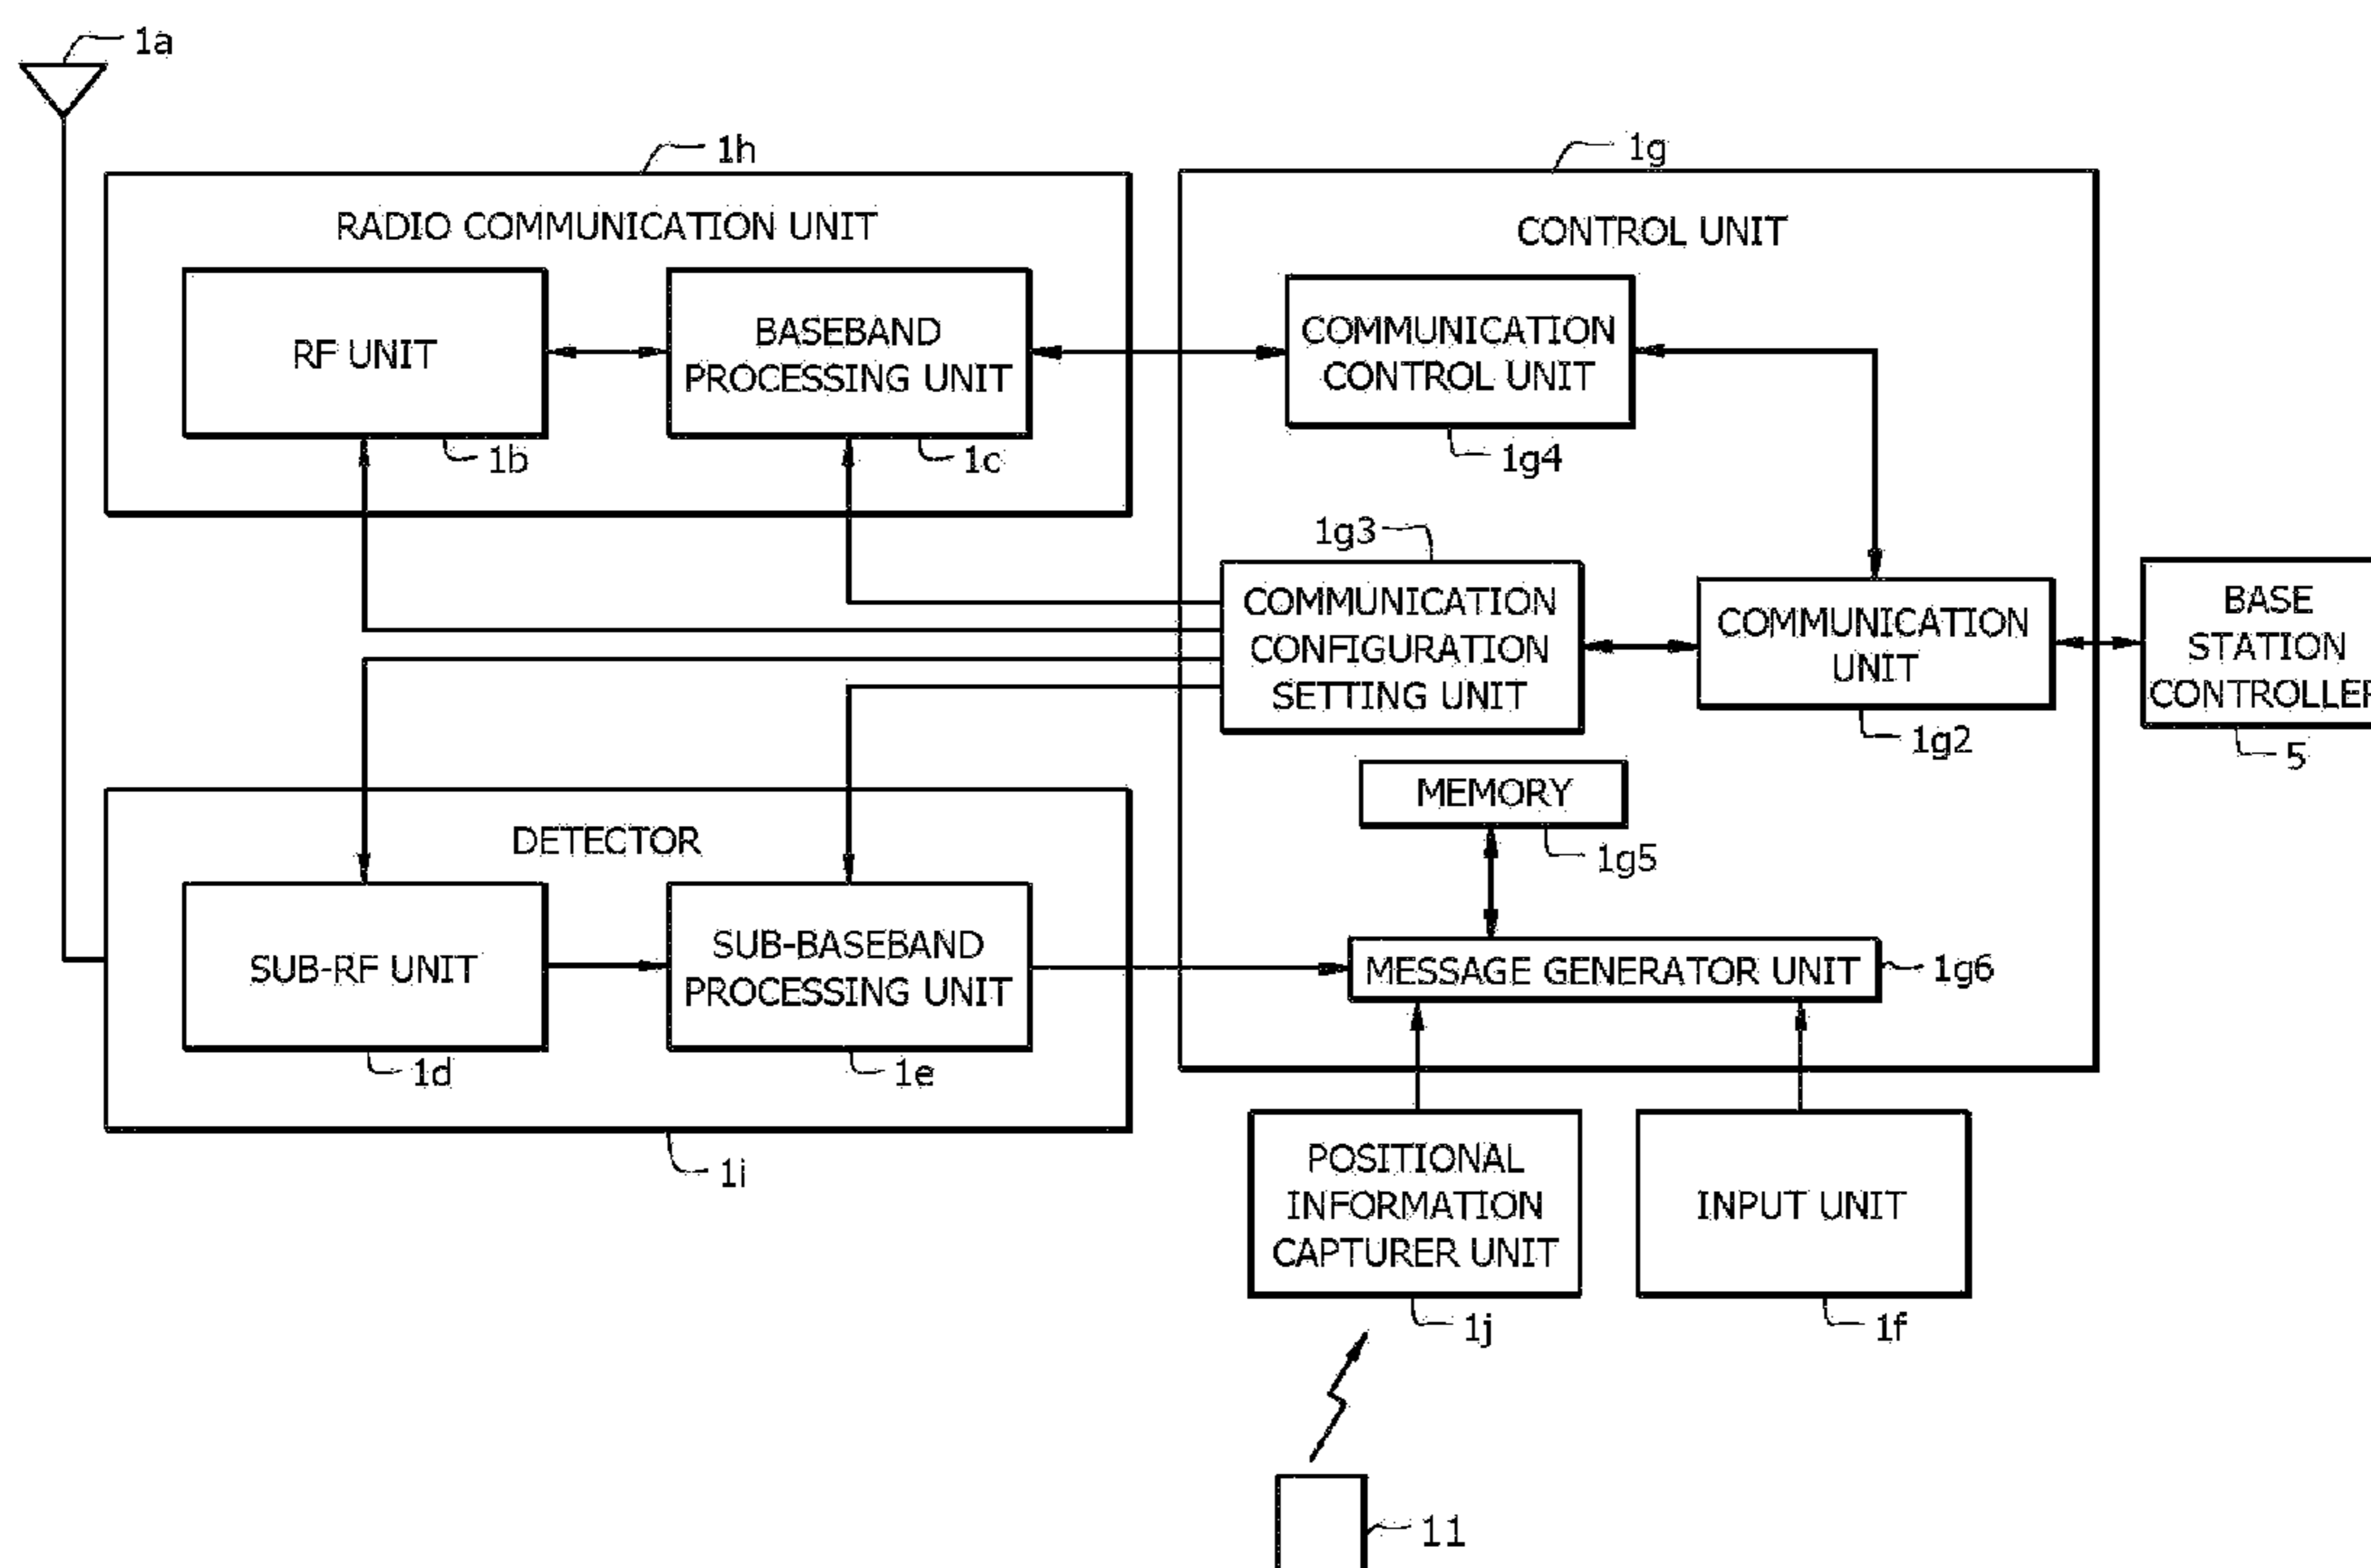 1a
1h
1g
RADIO COMMUNICATION UNIT
CONTROL UNIT
RF UNIT
BASEBAND
PROCESSING UNIT
COMMUNICATION
CONTROL UNIT
1b
1c
1g4
1g3
COMMUNICATION
CONFIGURATION
SETTING UNIT
COMMUNICATION
UNIT
BASE
STATION
CONTROLLER
1g2
5
MEMORY
1g5
DETECTOR
SUB-RF UNIT
SUB-BASEBAND
PROCESSING UNIT
MESSAGE GENERATOR UNIT
1g6
1d
1e
1i
POSITIONAL
INFORMATION
CAPTURER UNIT
INPUT UNIT
1j
1f
11